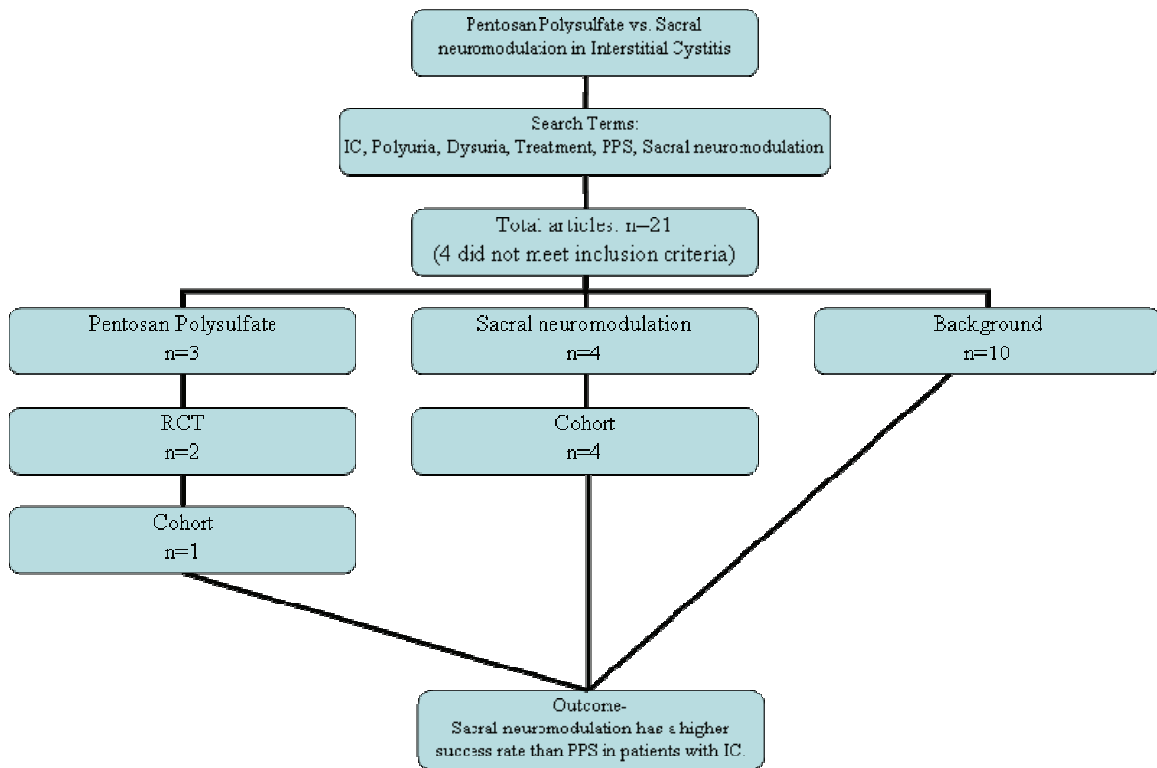 Pentosan Polysulfate vs. Sacral
neuromodulation in Interstitial Cystitis
Search Terms:
IC, Polyuria, Dysuria, Treatment, PPS, Sacral neuromodulation
Total articles: n=21
(4 did not meet inclusion criteria)
Pentosan Polysulfate
n=3
Sacral neuromodulation
n=4
Background
n=10
RCT
n=2
Cohort
n=4
Cohort
n=1
Outcome-
Sacral neuromodulation has a higher
success rate than PPS in patients with IC.